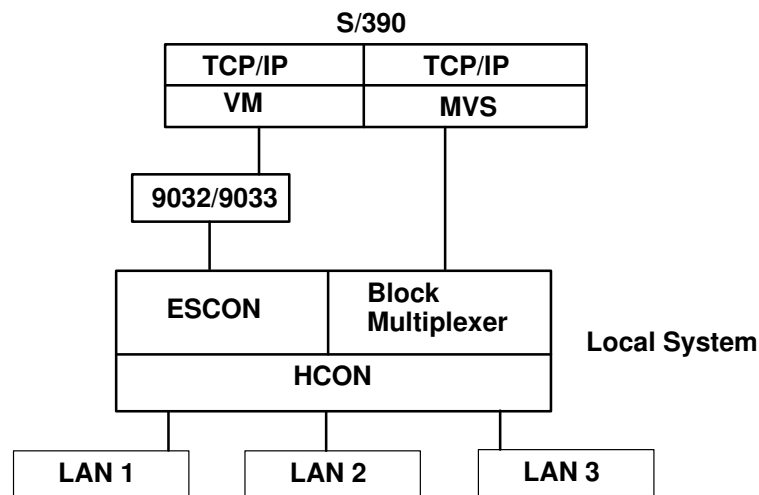 S/390
TCP/IP TCP/IP
VM MVS
9032/9033
ESCON
Block
Multiplexer
Local System
HCON
LAN 1 LAN 2 LAN 3